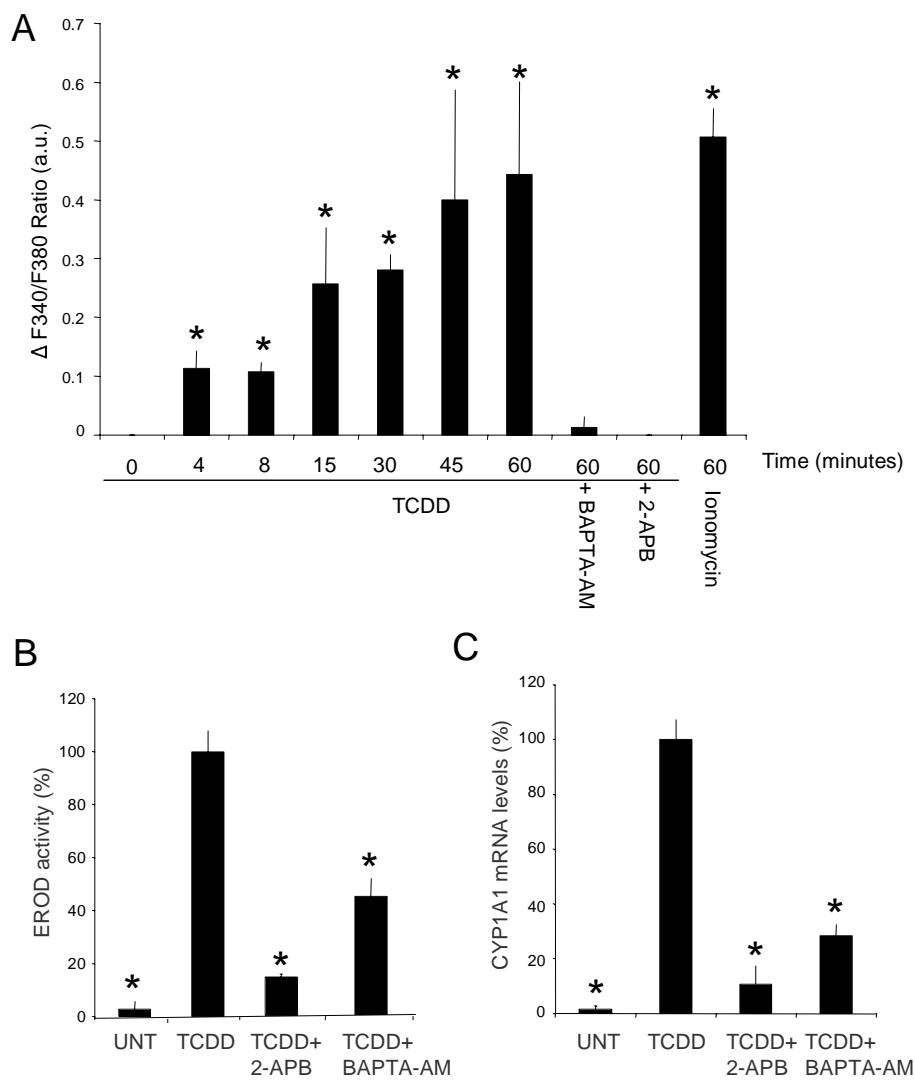 A
Δ F340/F380 Ratio (a.u.)
0.7
0.6
0.5
0.4
0.3
0.2
0.1
0
* * * * * * *
0 4 8 15 30 45 60 60 60 60 Time (minutes)
TCDD
+ BAPTA-AM
+ 2-APB
Ionomycin
B
EROD activity (%)
120
100
80
60
40
20
0
* * *
UNT TCDD TCDD+ TCDD+
2-APB BAPTA-AM
C
CYP1A1 mRNA levels (%)
120
100
80
60
40
20
0
* * *
UNT TCDD TCDD+ TCDD+
2-APB BAPTA-AM